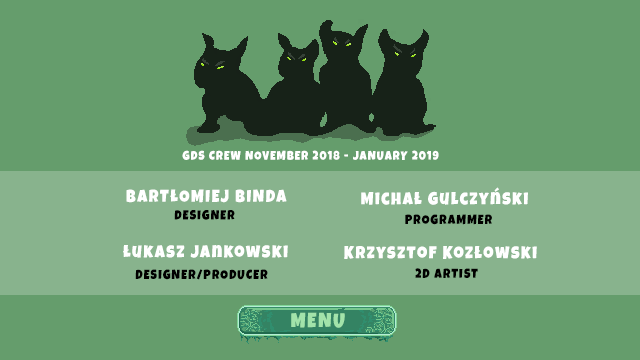 GDS CREW NOVEMBER 2018 - JANUARY 2019
BARTŁOMIEJ BINDA
DESIGNER
MICHAŁ GULCZYŃSKI
PROGRAMMER
ŁUKASZ JANKOWSKI
DESIGNER/PRODUCER
KRZYSZTOF KOZŁOWSKI
2D ARTIST
MENU